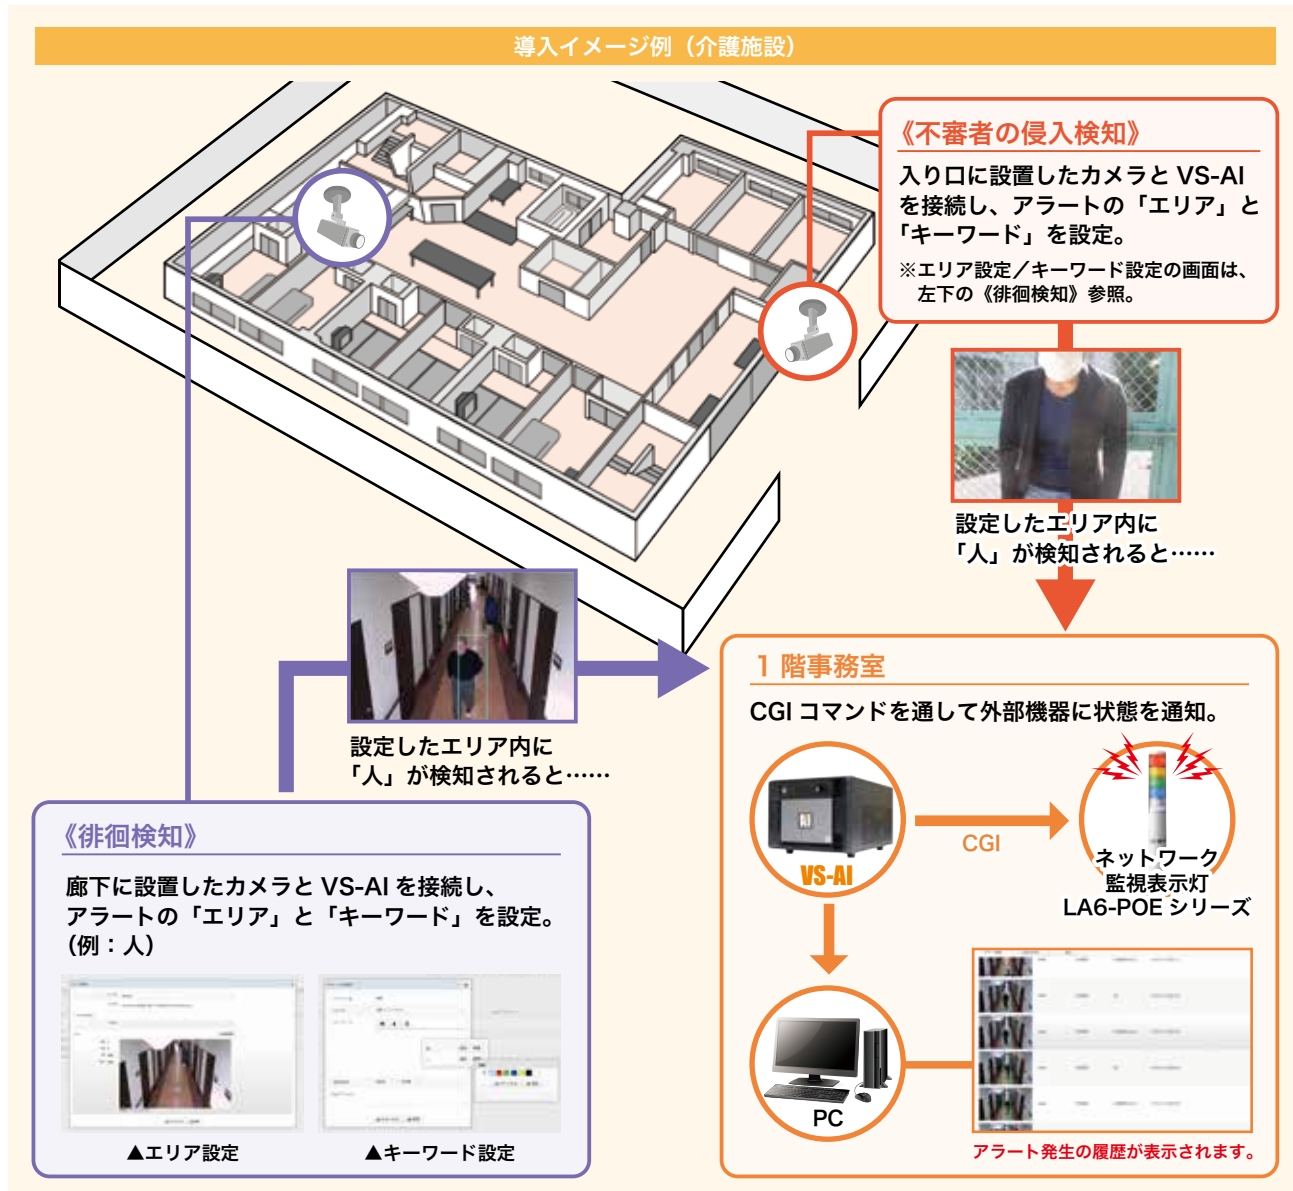 導入イメージ例（介護施設）
《不審者の侵入検知》
入り口に設置したカメラと VS-AI
を接続し、アラートの「エリア」と
「キーワード」を設定。
※エリア設定／キーワード設定の画面は、
左下の《徘徊検知》参照。
設定したエリア内に
「人」が検知されると……
設定したエリア内に
「人」が検知されると……
《徘徊検知》
廊下に設置したカメラと VS-AI を接続し、
アラートの「エリア」と「キーワード」を設定。
（例：人）
▲エリア設定
▲キーワード設定
1 階事務室
CGI コマンドを通して外部機器に状態を通知。
VS-AI
CGI
ネットワーク
監視表示灯
LA6-POE シリーズ
PC
アラート発生の履歴が表示されます。